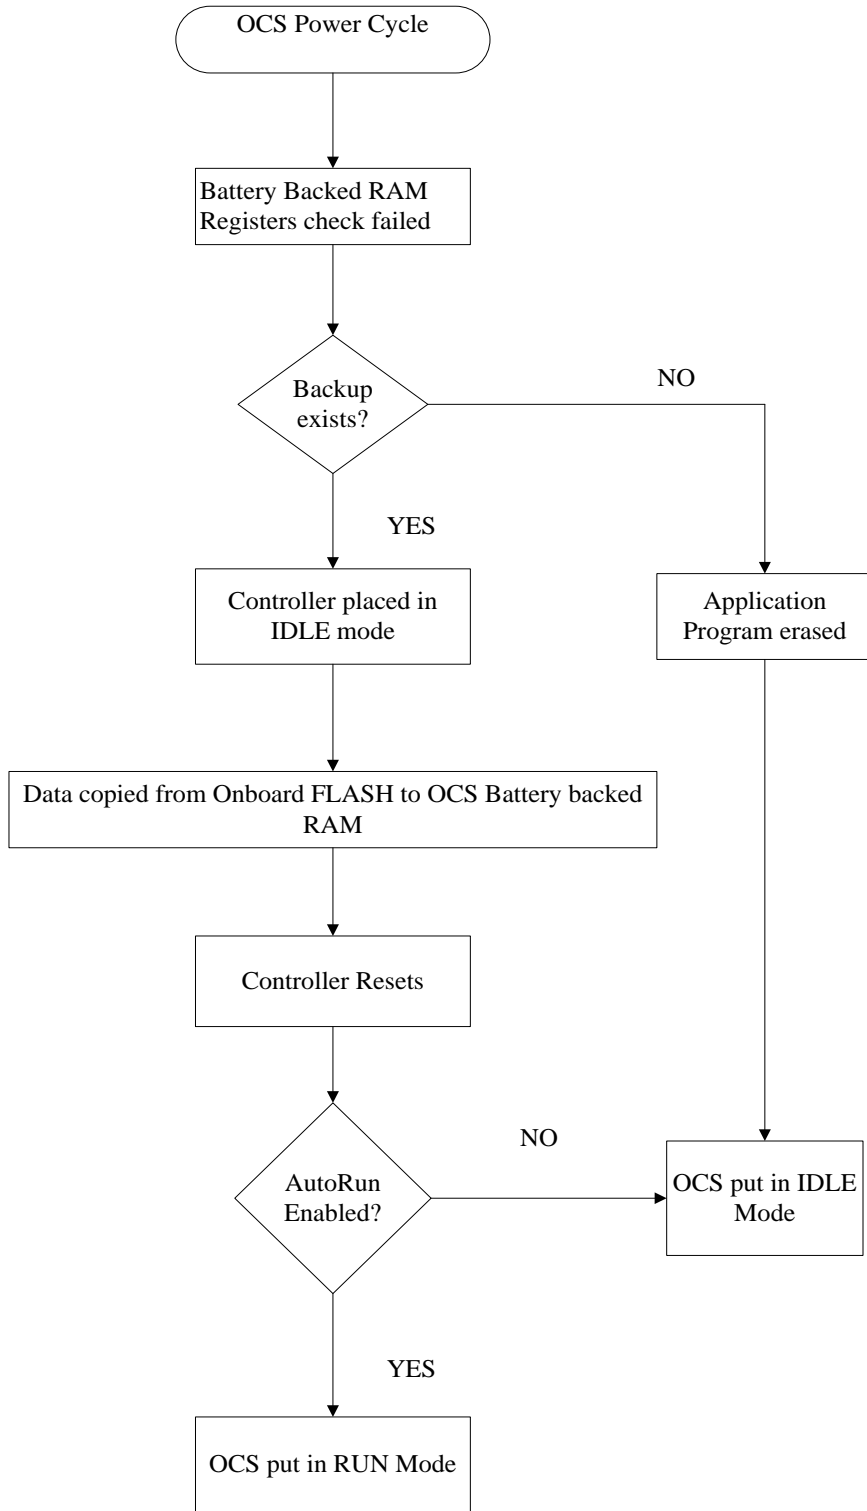 OCS Power Cycle
Battery Backed RAM
Registers check failed
Backup
exists?
NO
YES
Controller placed in
IDLE mode
Application
Program erased
Data copied from Onboard FLASH to OCS Battery backed
RAM
Controller Resets
AutoRun
Enabled?
NO
OCS put in IDLE
Mode
YES
OCS put in RUN Mode